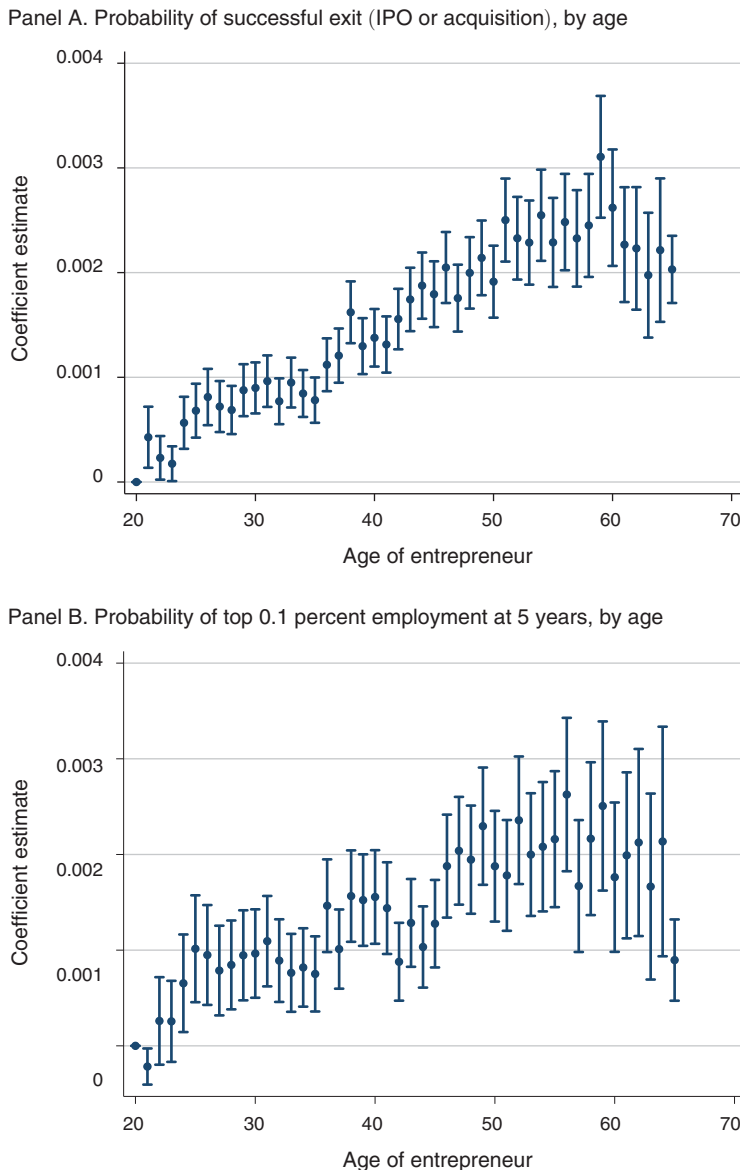 Panel A. Probability of successful exit (IPO or acquisition), by age
0.004
0.003
0.002
0.001
0
Coefficient estimate
20 30 40 50 60 70
Age of entrepreneur
Panel B. Probability of top 0.1 percent employment at 5 years, by age
0.004
0.003
0.002
0.001
0
Coefficient estimate
20 30 40 50 60 70
Age of entrepreneur